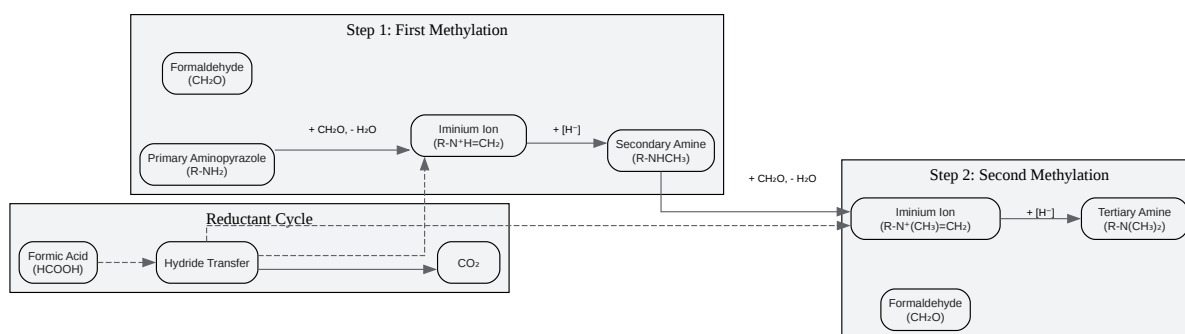 Step 1: First Methylation
Formaldehyde
(CH₂O)
Primary Aminopyrazole
(R-NH₂)
+ CH₂O, - H₂O
Iminium Ion
(R-N⁺H=CH₂)
+ [H⁻]
Secondary Amine
(R-NHCH₃)
+ CH₂O, - H₂O
Step 2: Second Methylation
Iminium Ion
(R-N⁺(CH₃)=CH₂)
+ [H⁻]
Tertiary Amine
(R-N(CH₃)₂)
Formaldehyde
(CH₂O)
Reductant Cycle
Formic Acid
(HCOOH)
Hydride Transfer
CO₂